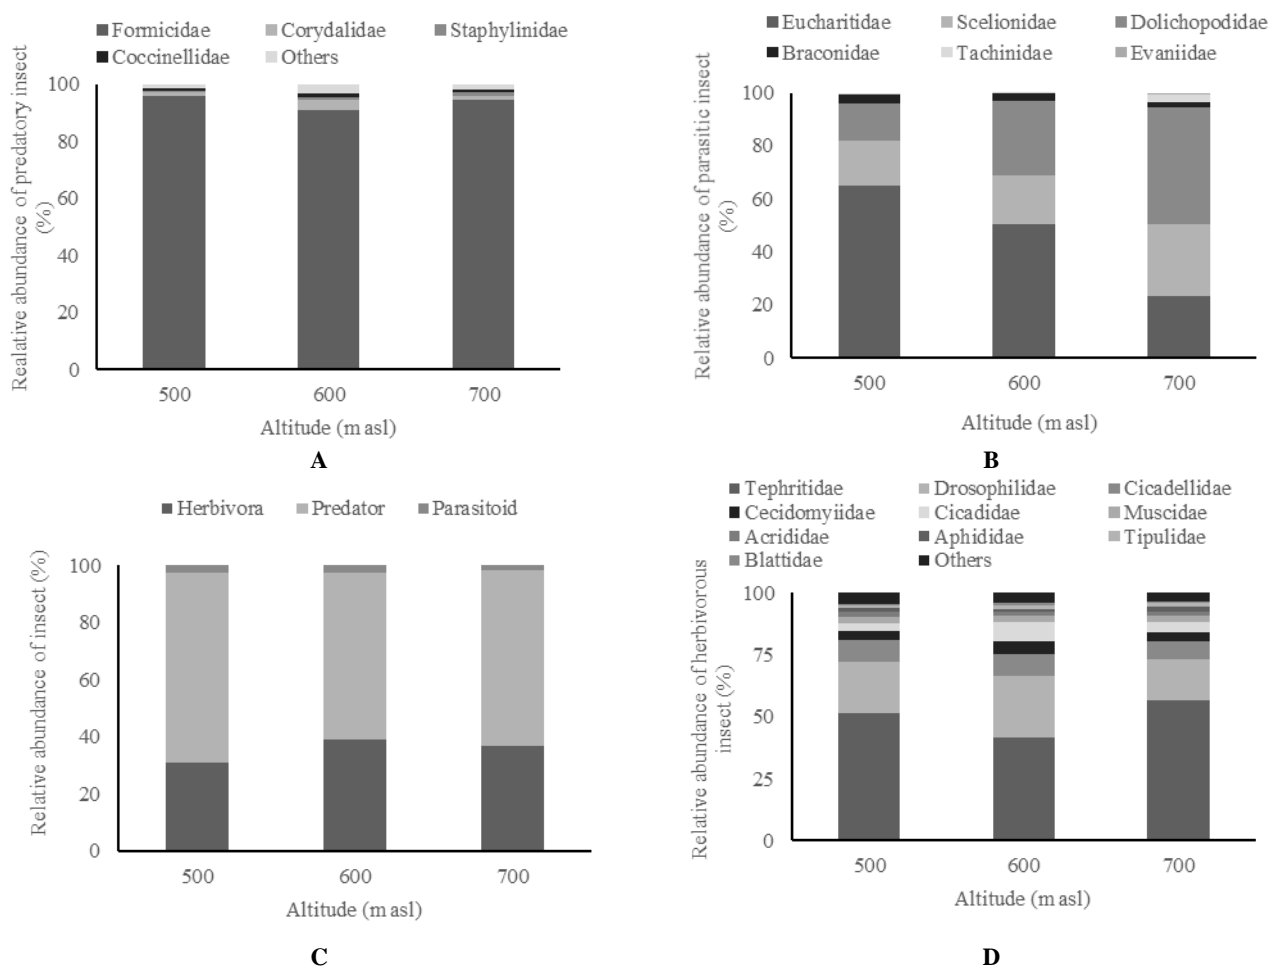 Formicidae Corydalidae Staphylinidae
Coccinellidae Others
Realative abundance of predatory insect
(%)
100
80
60
40
20
0
500 600 700
Altitude (m asl)
A
Eucharitidae Scelionidae Dolichopodidae
Braconidae Tachinidae Evaniidae
Relative abundance of parasitic insect
(%)
100
80
60
40
20
0
500 600 700
Altitude (m asl)
B
Herbivora Predator Parasitoid
Relative abundance of insect (%)
100
80
60
40
20
0
500 600 700
Altitude (m asl)
C
Tephritidae Drosophilidae Cicadellidae
Cecidomyiidae Cicadidae Muscidae
Acrididae Aphididae Tipulidae
Blattidae Others
Relative abundance of herbivorous
insect (%)
100
75
50
25
0
500 600 700
Altitude (m asl)
D